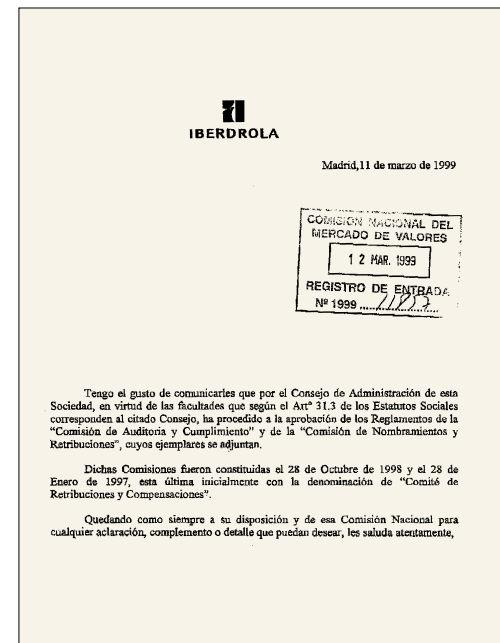 IBERDROLA
Madrid,11 de marzo de 1999
COMISIÓN NACIONAL DEL
MERCADO DE VALORES
1 2 MAR. 1999
REGISTRO DE ENTRADA
Nº 1999
Tengo el gusto de comunicarles que por el Consejo de Administración de esta
Sociedad, en virtud de las facultades que según el Artª 31.3 de los Estatutos Sociales
corresponden al citado Consejo, ha procedido a la aprobación de los Reglamentos de la
“Comisión de Auditoria y Cumplimiento” y de la “Comisión de Nombramientos y
Retribuciones”, cuyos ejemplares se adjuntan.
Dichas Comisiones fueron constituidas el 28 de Octubre de 1998 y el 28 de
Enero de 1997, esta última inicialmente con la denominación de “Comité de
Retribuciones y Compensaciones”.
Quedando como siempre a su disposición y de esa Comisión Nacional para
cualquier aclaración, complemento o detalle que puedan desear, les saluda atentamente,